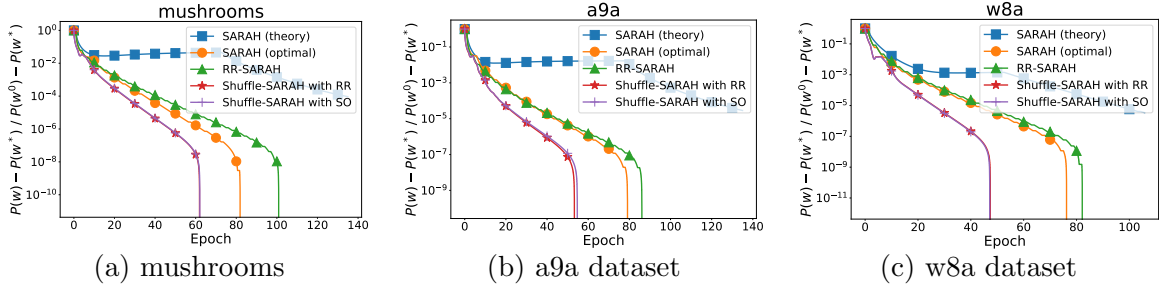 mushrooms
P(w) − P(w*) / P(w⁰) − P(w*)
10⁰
10⁻²
10⁻⁴
10⁻⁶
10⁻⁸
10⁻¹⁰
SARAH (theory)
SARAH (optimal)
RR-SARAH
Shuffle-SARAH with RR
Shuffle-SARAH with SO
0 20 40 60 80 100 120 140
Epoch
(a) mushrooms
a9a
P(w) − P(w*) / P(w⁰) − P(w*)
10⁻¹
10⁻³
10⁻⁵
10⁻⁷
10⁻⁹
SARAH (theory)
SARAH (optimal)
RR-SARAH
Shuffle-SARAH with RR
Shuffle-SARAH with SO
0 20 40 60 80 100 120 140
Epoch
(b) a9a dataset
w8a
P(w) − P(w*) / P(w⁰) − P(w*)
10⁻¹
10⁻³
10⁻⁵
10⁻⁷
10⁻⁹
10⁻¹¹
SARAH (theory)
SARAH (optimal)
RR-SARAH
Shuffle-SARAH with RR
Shuffle-SARAH with SO
0 20 40 60 80 100
Epoch
(c) w8a dataset